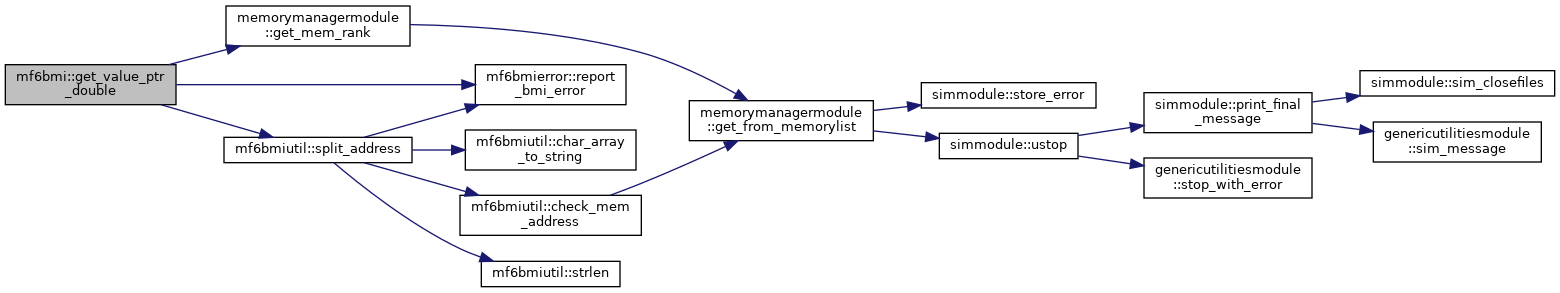 mf6bmi::get_value_ptr
_double
memorymanagermodule
::get_mem_rank
mf6bmierror::report
_bmi_error
mf6bmiutil::split_address
mf6bmiutil::char_array
_to_string
mf6bmiutil::check_mem
_address
mf6bmiutil::strlen
memorymanagermodule
::get_from_memorylist
simmodule::store_error
simmodule::ustop
simmodule::print_final
_message
genericutilitiesmodule
::stop_with_error
simmodule::sim_closefiles
genericutilitiesmodule
::sim_message